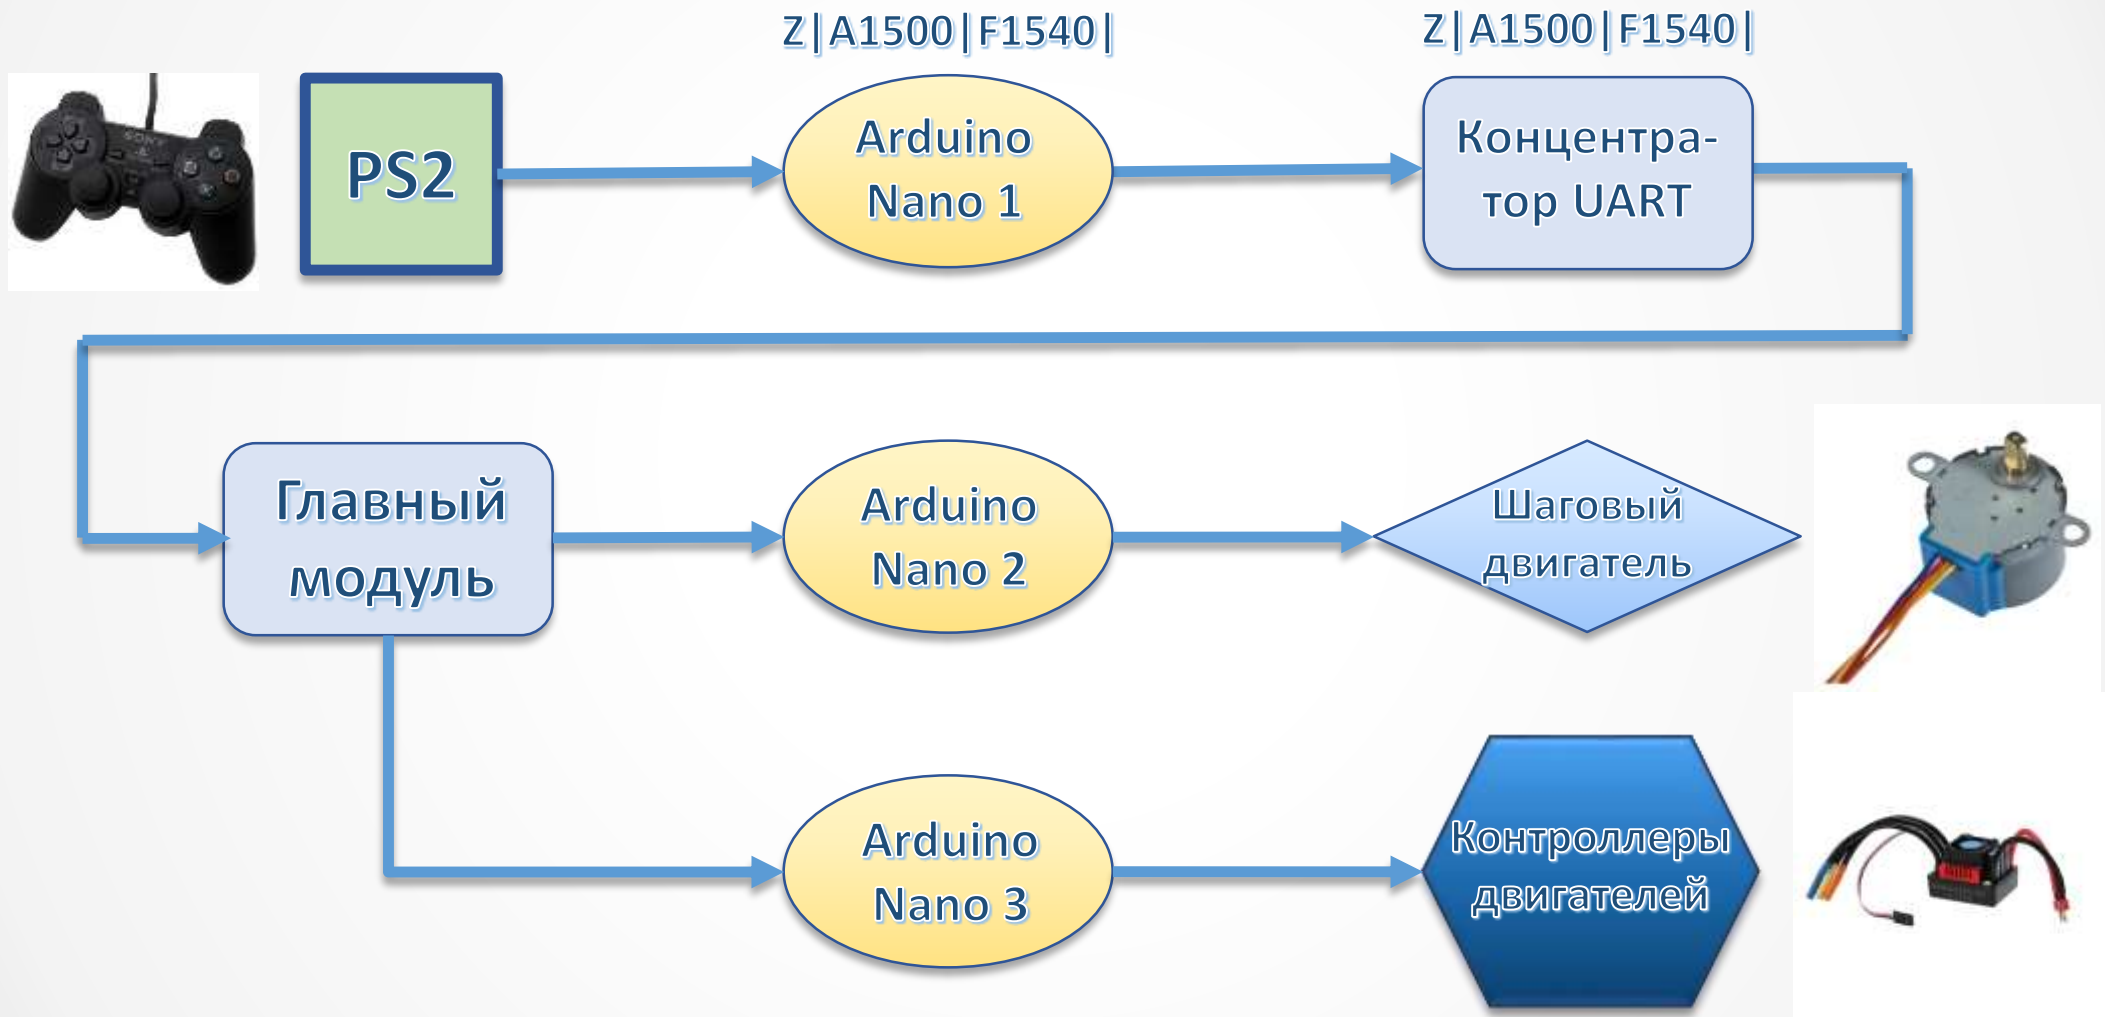 Z|A1500|F1540|
Z|A1500|F1540|
SONY
PS2
Arduino
Nano 1
Концентра-
тор UART
Главный
модуль
Arduino
Nano 2
Шаговый
двигатель
Arduino
Nano 3
Контроллеры
двигателей